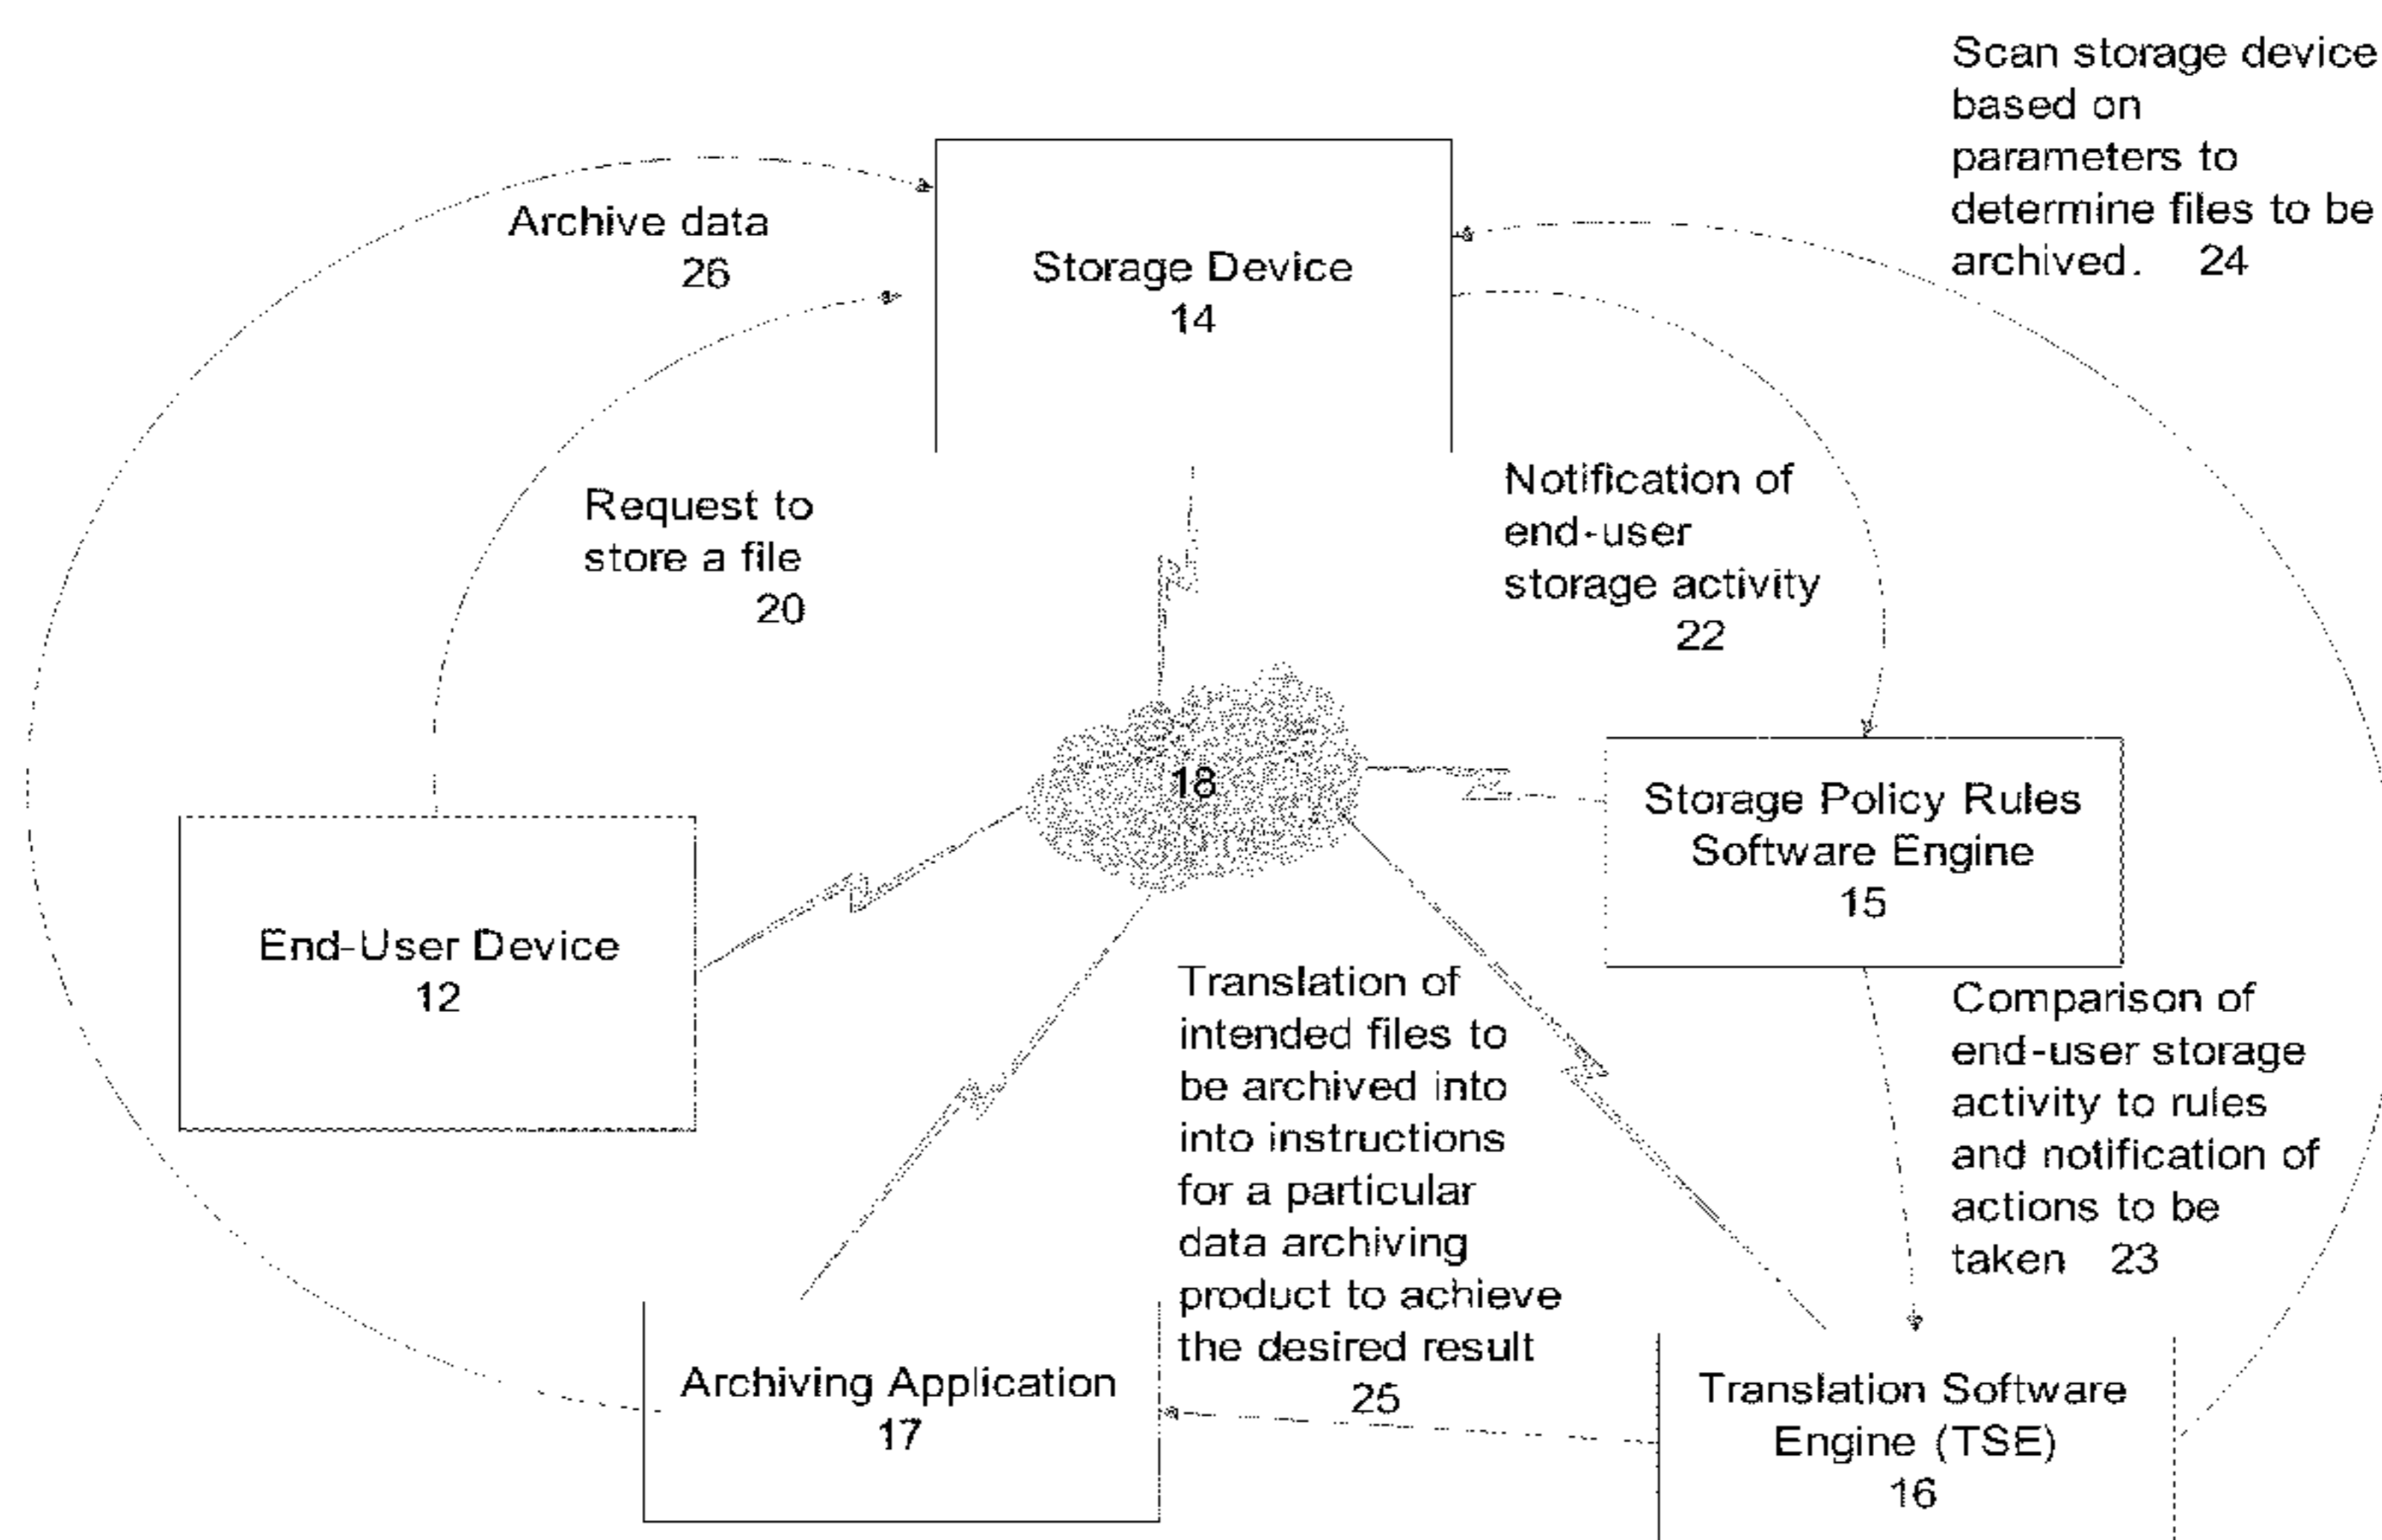 Scan storage device
based on
parameters to
determine files to be
archived. 24
Archive data
26
Storage Device
14
Request to
store a file
20
Notification of
end-user
storage activity
22
18
Storage Policy Rules
Software Engine
15
End-User Device
12
Translation of
intended files to
be archived into
into instructions
for a particular
data archiving
product to achieve
the desired result
25
Comparison of
end-user storage
activity to rules
and notification of
actions to be
taken 23
Archiving Application
17
Translation Software
Engine (TSE)
16